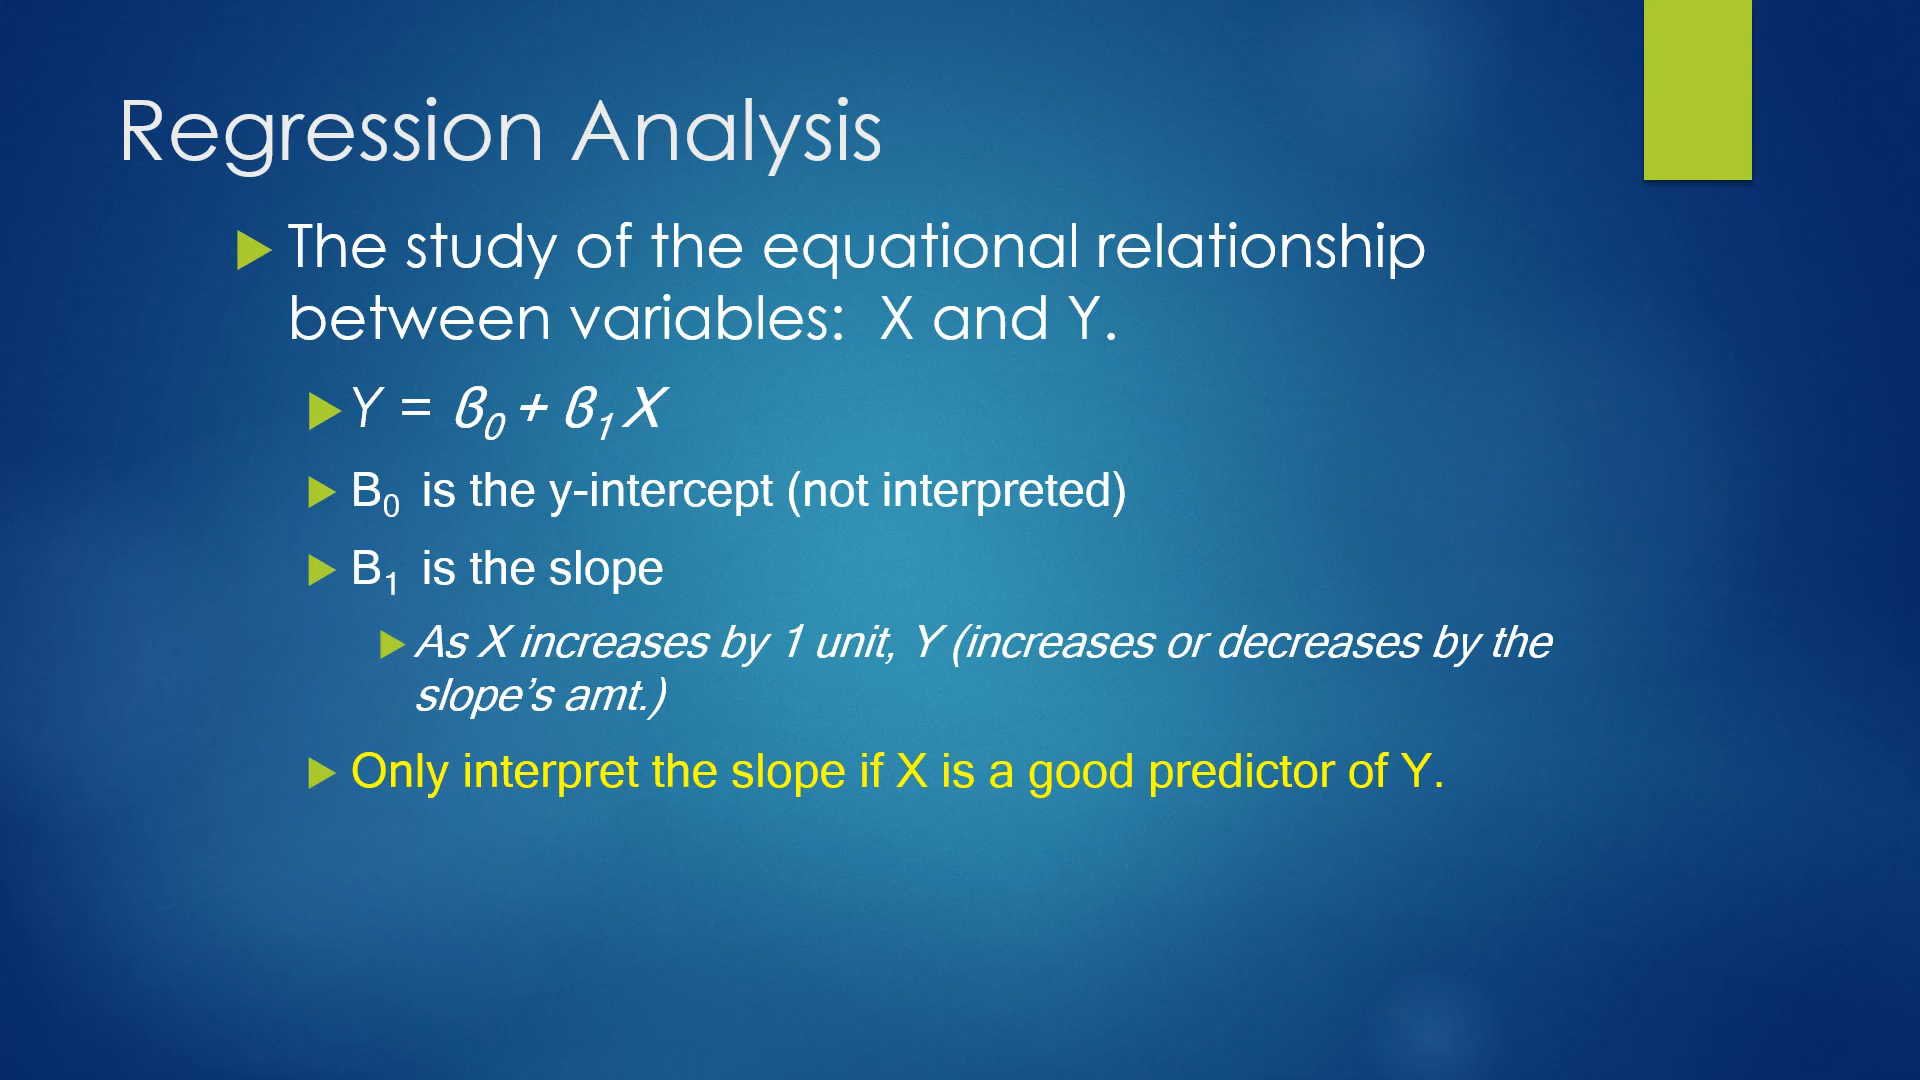 Regression Analysis
The study of the equational relationship
between variables:  X and Y.
Y = β₀ + β₁ X
B₀ is the y-intercept (not interpreted)
B₁ is the slope
As X increases by 1 unit, Y (increases or decreases by the
slope’s amt.)
Only interpret the slope if X is a good predictor of Y.